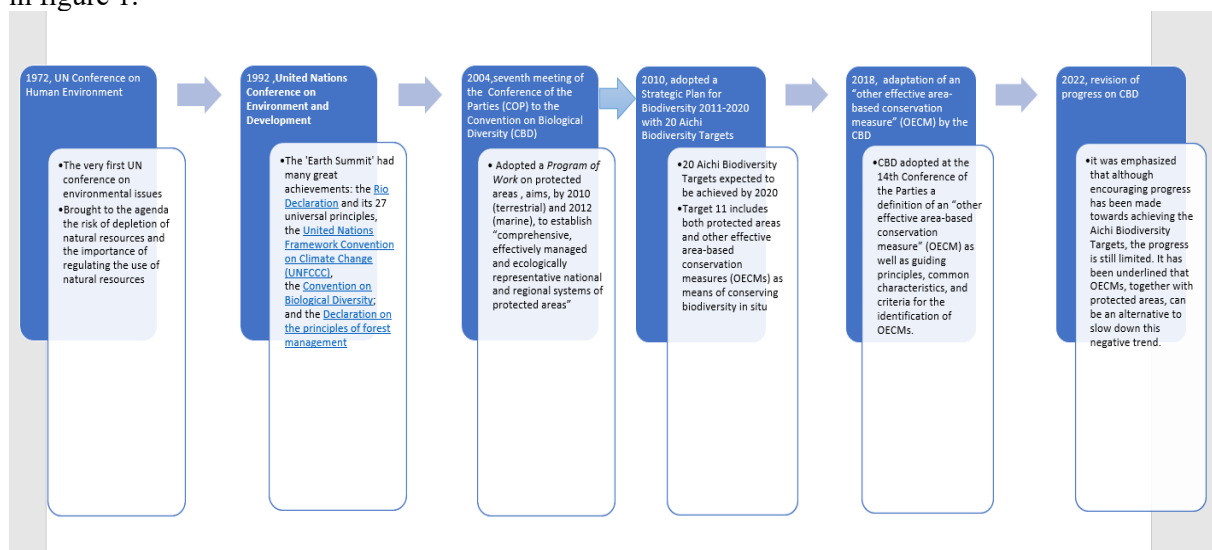 in figure 1.
1972, UN Conference on
Human Environment
•The very first UN
conference on
environmental issues
•Brought to the agenda
the risk of depletion of
natural resources and
the importance of
regulating the use of
natural resources
1992 ,United Nations
Conference on
Environment and
Development
•The 'Earth Summit' had
many great
achievements: the Rio
Declaration and its 27
universal principles,
the United Nations
Framework Convention
on Climate Change
(UNFCCC),
the Convention on
Biological Diversity;
and the Declaration on
the principles of forest
management
2004,seventh meeting of
the Conference of the
Parties (COP) to the
Convention on Biological
Diversity (CBD)
• Adopted a Program of
Work on protected
areas , aims, by 2010
(terrestrial) and 2012
(marine), to establish
“comprehensive,
effectively managed
and ecologically
representative national
and regional systems of
protected areas”
2010, adopted a
Strategic Plan for
Biodiversity 2011-2020
with 20 Aichi
Biodiversity Targets
•20 Aichi Biodiversity
Targets expected to
be achieved by 2020
•Target 11 includes
both protected areas
and other effective
area-based
conservation
measures (OECMs) as
means of conserving
biodiversity in situ
2018, adaptation of an
“other effective area-
based conservation
measure” (OECM) by the
CBD
•CBD adopted at the
14th Conference of
the Parties a
definition of an “other
effective area-based
conservation
measure” (OECM) as
well as guiding
principles, common
characteristics, and
criteria for the
identification of
OECMs.
2022, revision of
progress on CBD
•it was emphasized
that although
encouraging progress
has been made
towards achieving the
Aichi Biodiversity
Targets, the progress
is still limited. It has
been underlined that
OECMs, together with
protected areas, can
be an alternative to
slow down this
negative trend.